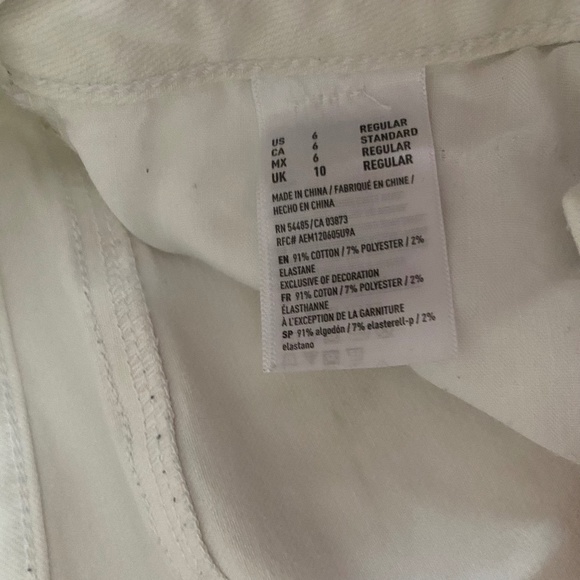 US 6 REGULAR
CA 6 STANDARD
MX 6 REGULAR
UK 10 REGULAR
MADE IN CHINA / FABRIQUÉ EN CHINE /
HECHO EN CHINA
RN 54485/CA 03873
RFC# AEM120605U9A
EN 91% COTTON / 7% POLYESTER / 2%
ELASTANE
EXCLUSIVE OF DECORATION
FR 91% COTON / 7% POLYESTER / 2%
ÉLASTHANNE
À L'EXCEPTION DE LA GARNITURE
SP 91% algodón / 7% elasterell-p / 2%
elastano